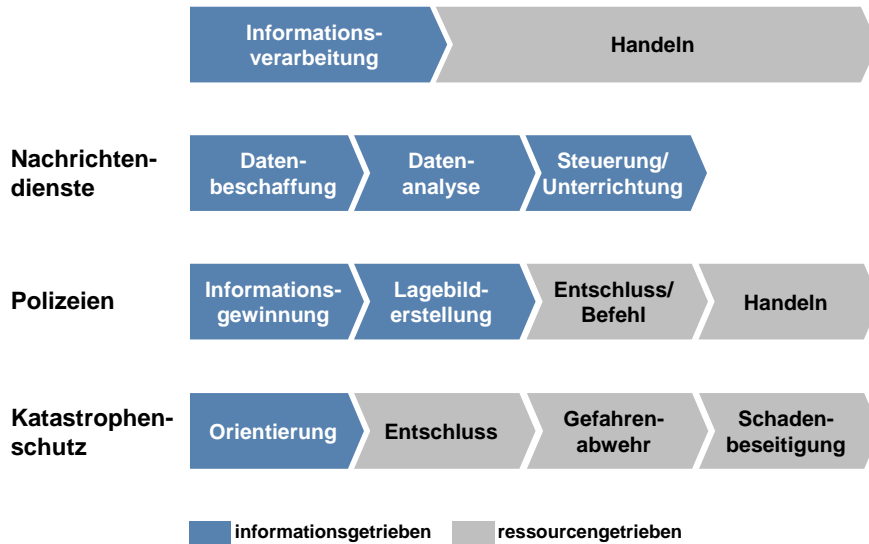 Informations-
verarbeitung
Handeln
Nachrichten-
dienste
Daten-
beschaffung
Daten-
analyse
Steuerung/
Unterrichtung
Polizeien
Informations-
gewinnung
Lagebild-
erstellung
Entschluss/
Befehl
Handeln
Katastrophen-
schutz
Orientierung
Entschluss
Gefahren-
abwehr
Schaden-
beseitigung
informationsgetrieben
ressourcengetrieben